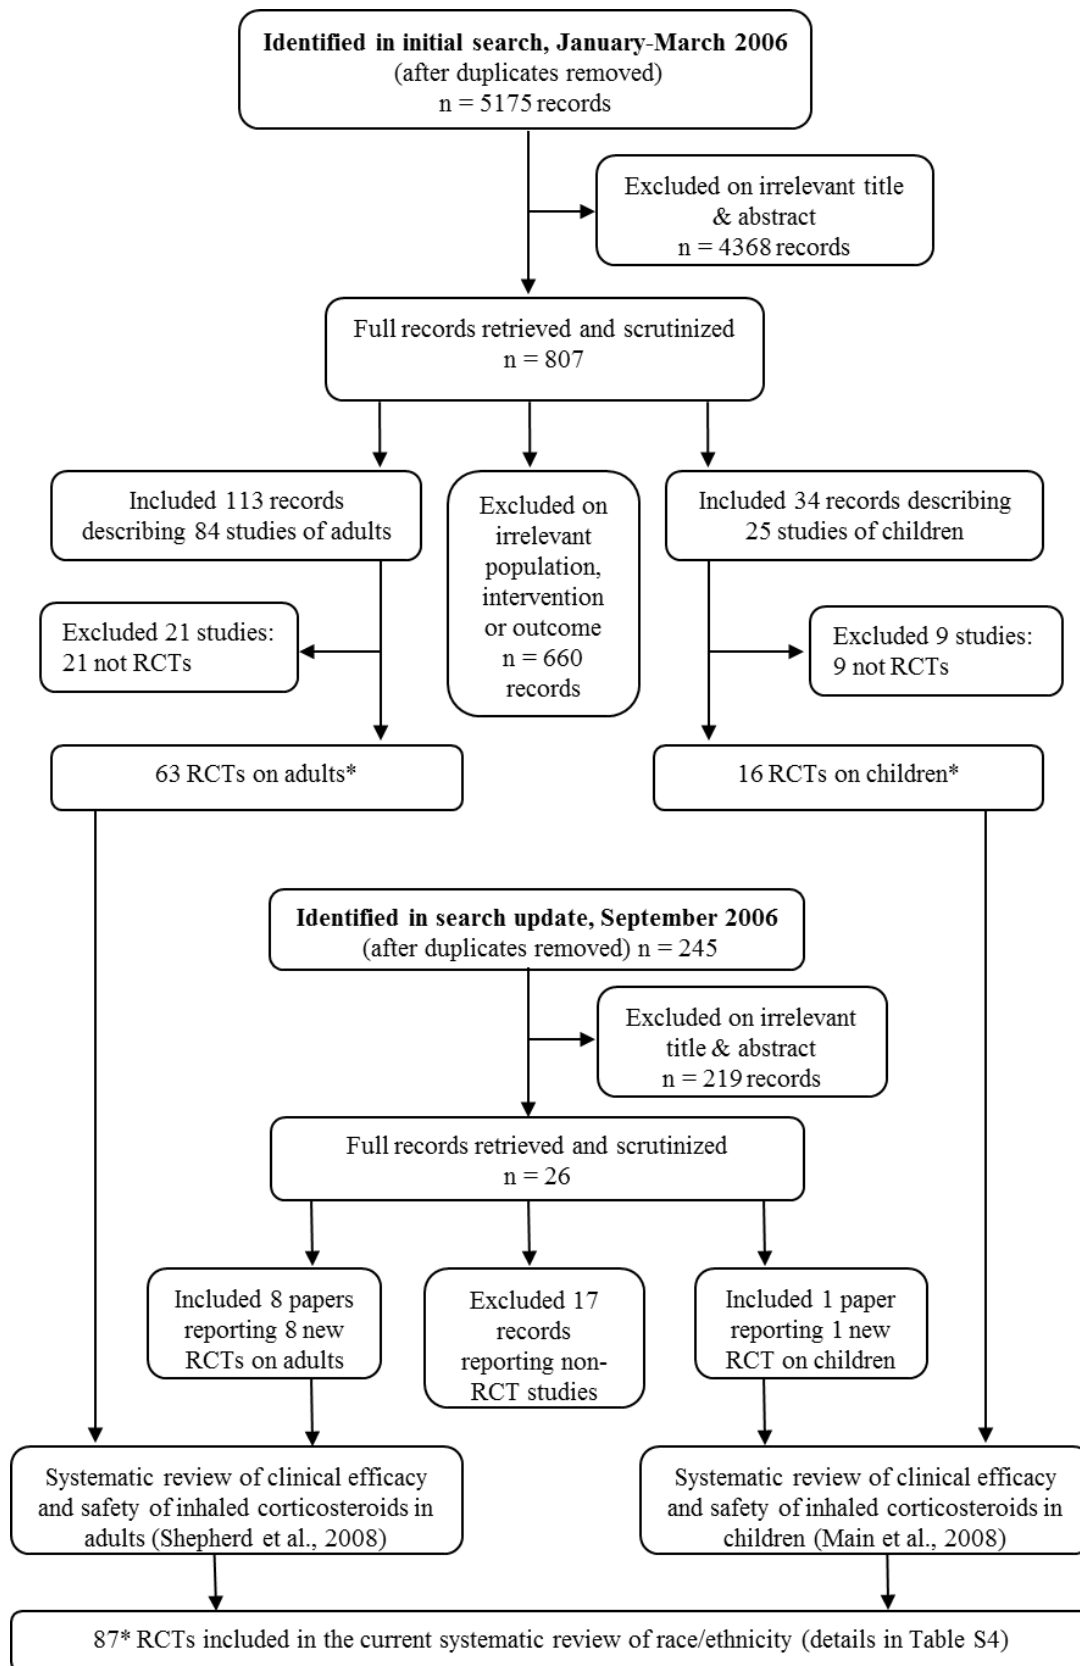 Identified in initial search, January-March 2006
(after duplicates removed)
n = 5175 records
Excluded on irrelevant title
& abstract
n = 4368 records
Full records retrieved and scrutinized
n = 807
Included 113 records
describing 84 studies of adults
Excluded on
irrelevant
population,
intervention
or outcome
n = 660
records
Included 34 records describing
25 studies of children
Excluded 21 studies:
21 not RCTs
Excluded 9 studies:
9 not RCTs
63 RCTs on adults*
16 RCTs on children*
Identified in search update, September 2006
(after duplicates removed) n = 245
Excluded on irrelevant
title & abstract
n = 219 records
Full records retrieved and scrutinized
n = 26
Included 8 papers
reporting 8 new
RCTs on adults
Excluded 17
records
reporting non-
RCT studies
Included 1 paper
reporting 1 new
RCT on children
Systematic review of clinical efficacy
and safety of inhaled corticosteroids in
adults (Shepherd et al., 2008)
Systematic review of clinical efficacy
and safety of inhaled corticosteroids in
children (Main et al., 2008)
87* RCTs included in the current systematic review of race/ethnicity (details in Table S4)